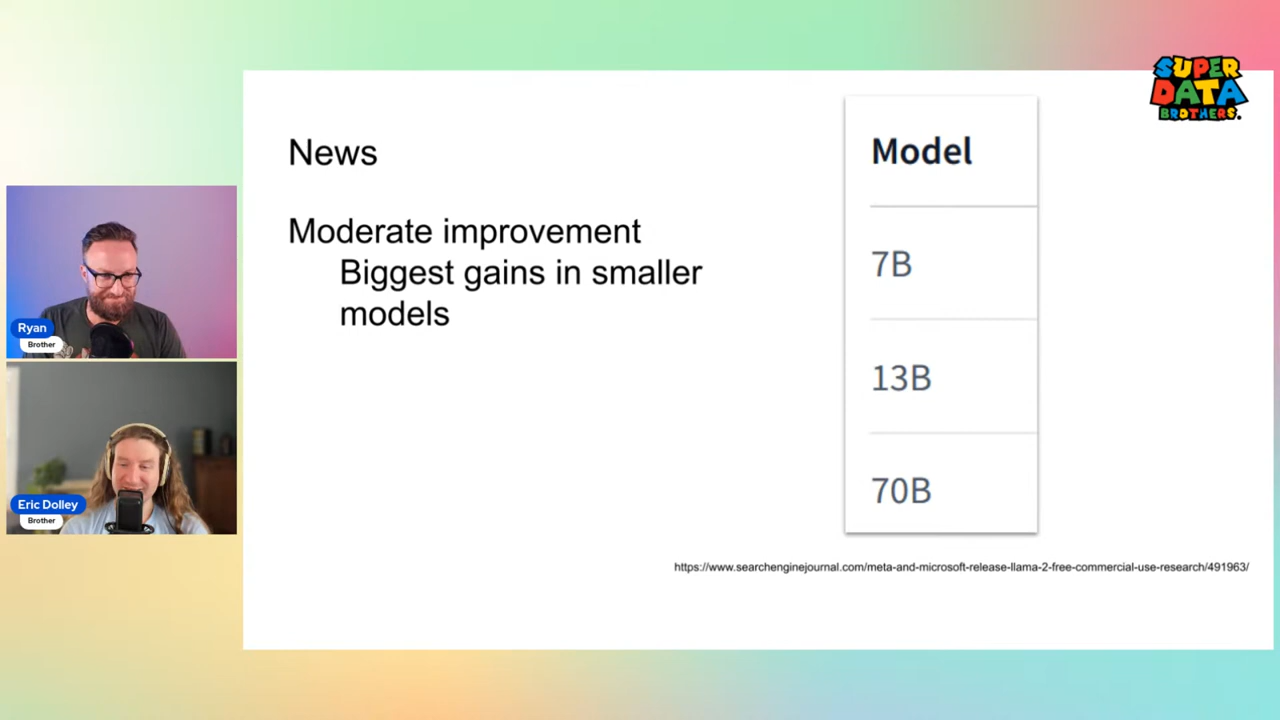 SUPER
DATA
BROTHERS.
News
Moderate improvement
Biggest gains in smaller
models
Model
7B
13B
70B
https://www.searchenginejournal.com/meta-and-microsoft-release-llama-2-free-commercial-use-research/491963/
Ryan
Brother
Eric Dolley
Brother